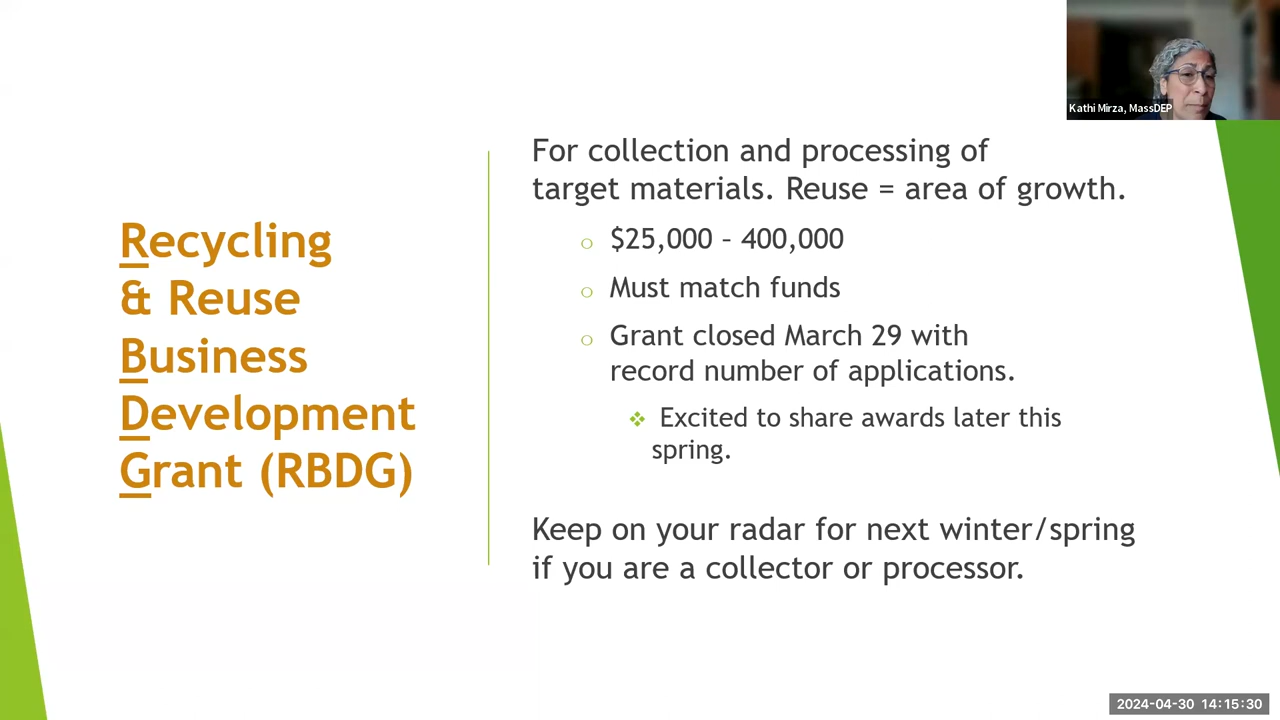 Kathi Mirza, MassDEP
Recycling
& Reuse
Business
Development
Grant (RBDG)
For collection and processing of
target materials. Reuse = area of growth.
$25,000 – 400,000
Must match funds
Grant closed March 29 with
record number of applications.
Excited to share awards later this
spring.
Keep on your radar for next winter/spring
if you are a collector or processor.
2024-04-30 14:15:30